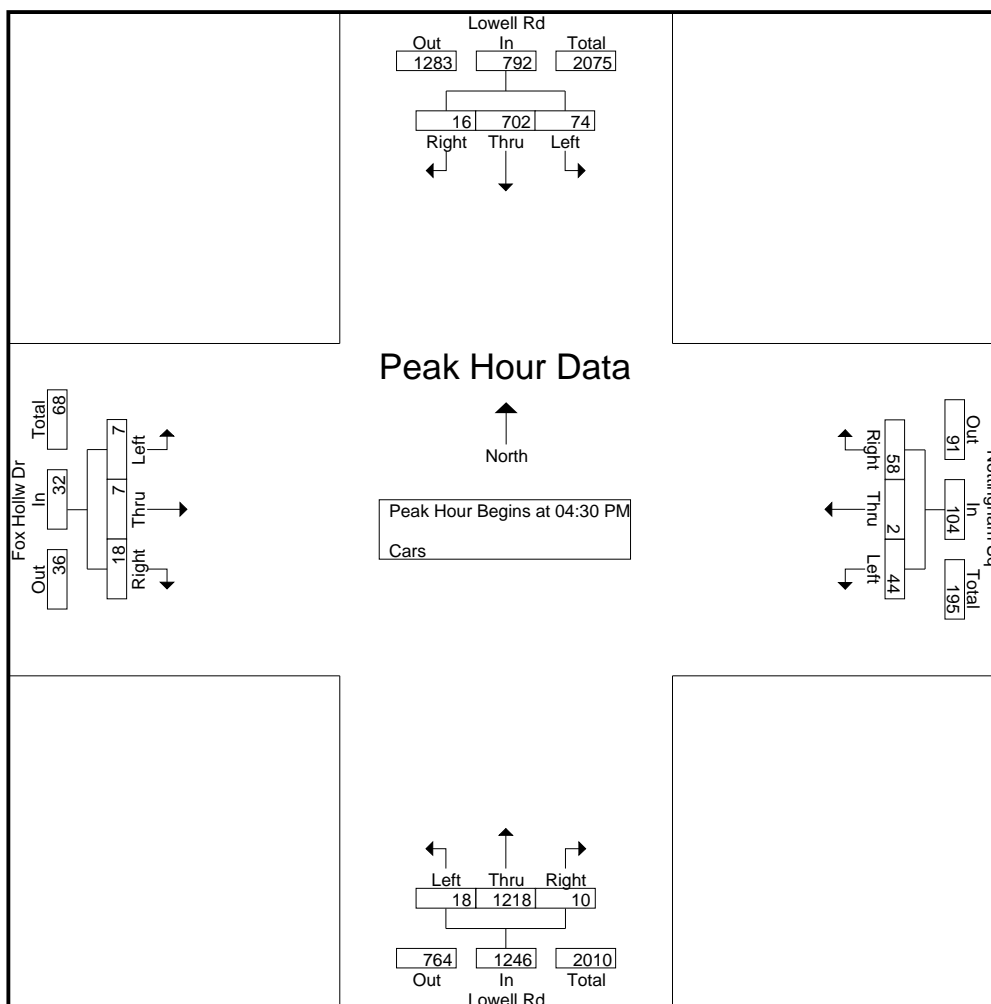 Lowell Rd
Out In Total
1283 792 2075
16 702 74
Right Thru Left
Peak Hour Data
North
Peak Hour Begins at 04:30 PM
Cars
Fox Hollw Dr
Out In Total
36 32 68
18 7 7
Right Thru Left
Out In Total
91 104 195
58 2 44
Right Thru Left
Left Thru Right
18 1218 10
764 1246 2010
Out In Total
Lowell Rd